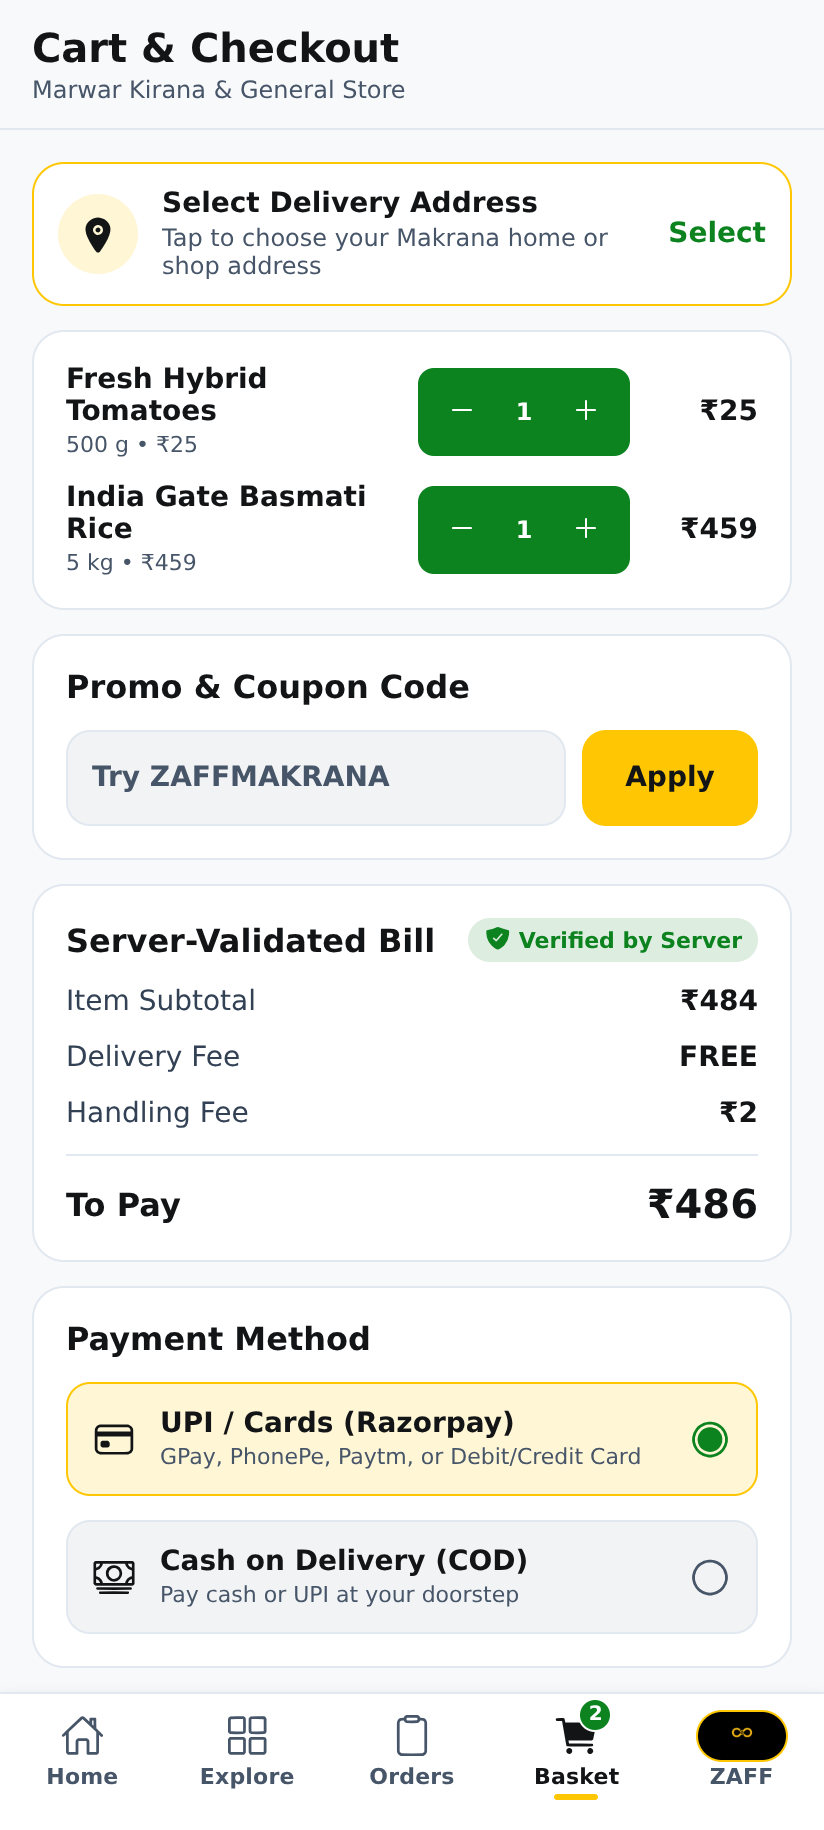 Cart & Checkout
Marwar Kirana & General Store
Select Delivery Address
Tap to choose your Makrana home or
shop address
Select
Fresh Hybrid
Tomatoes
500 g • ₹25
− 1 +
₹25
India Gate Basmati
Rice
5 kg • ₹459
− 1 +
₹459
Promo & Coupon Code
Try ZAFFMAKRANA
Apply
Server-Validated Bill
Verified by Server
Item Subtotal ₹484
Delivery Fee FREE
Handling Fee ₹2
To Pay ₹486
Payment Method
UPI / Cards (Razorpay)
GPay, PhonePe, Paytm, or Debit/Credit Card
Cash on Delivery (COD)
Pay cash or UPI at your doorstep
2
Home Explore Orders Basket ZAFF